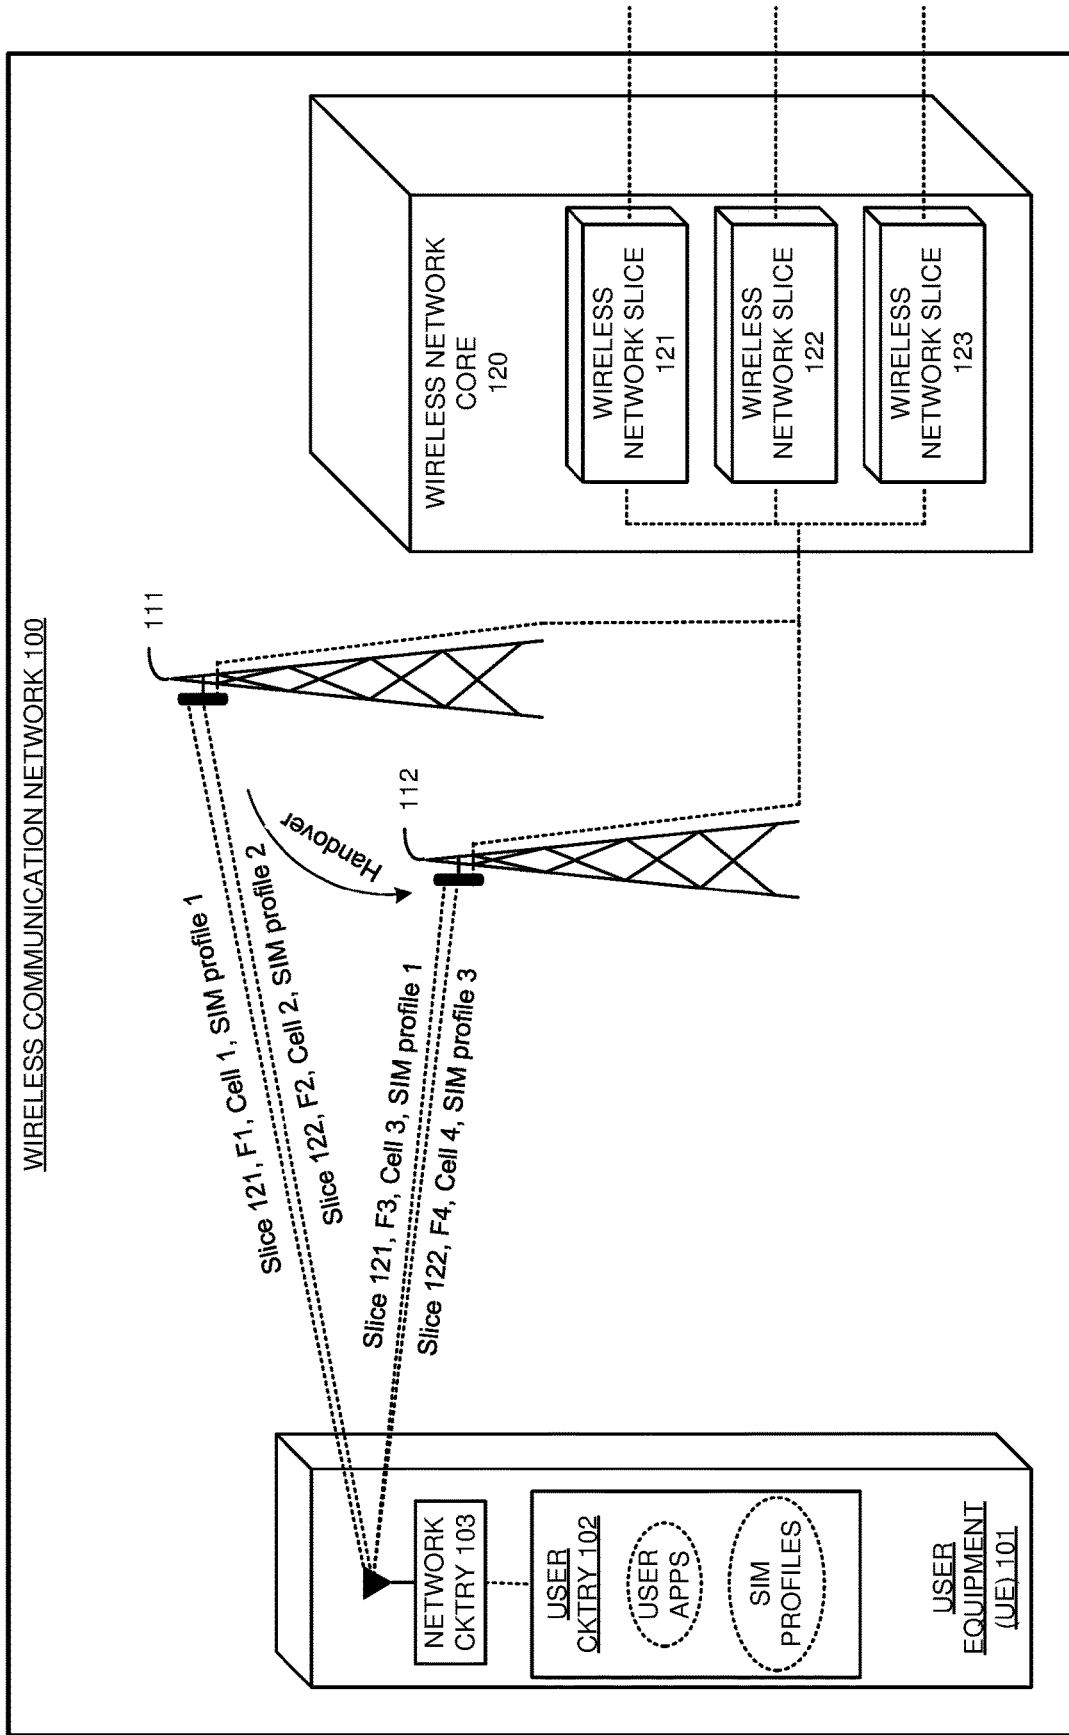 WIRELESS COMMUNICATION NETWORK 100
111
112
Handover
Slice 121, F1, Cell 1, SIM profile 1
Slice 122, F2, Cell 2, SIM profile 2
Slice 121, F3, Cell 3, SIM profile 1
Slice 122, F4, Cell 4, SIM profile 3
NETWORK
CKTRY 103
USER
CKTRY 102
USER
APPS
SIM
PROFILES
USER
EQUIPMENT
(UE) 101
WIRELESS NETWORK
CORE
120
WIRELESS
NETWORK SLICE
121
WIRELESS
NETWORK SLICE
122
WIRELESS
NETWORK SLICE
123